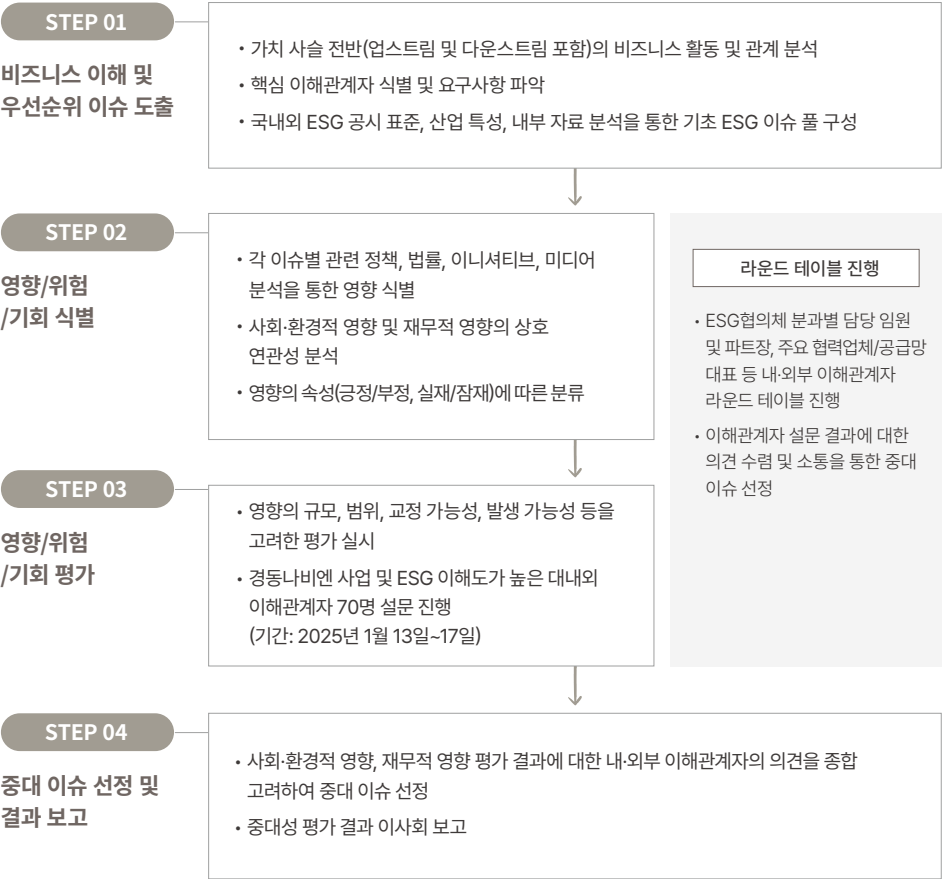 STEP 01
비즈니스 이해 및
우선순위 이슈 도출
• 가치 사슬 전반(업스트림 및 다운스트림 포함)의 비즈니스 활동 및 관계 분석
• 핵심 이해관계자 식별 및 요구사항 파악
• 국내외 ESG 공시 표준, 산업 특성, 내부 자료 분석을 통한 기초 ESG 이슈 풀 구성
STEP 02
영향/위험
/기회 식별
• 각 이슈별 관련 정책, 법률, 이니셔티브, 미디어
분석을 통한 영향 식별
• 사회·환경적 영향 및 재무적 영향의 상호
연관성 분석
• 영향의 속성(긍정/부정, 실재/잠재)에 따른 분류
라운드 테이블 진행
• ESG협의체 분과별 담당 임원
및 파트장, 주요 협력업체/공급망
대표 등 내·외부 이해관계자
라운드 테이블 진행
• 이해관계자 설문 결과에 대한
의견 수렴 및 소통을 통한 중대
이슈 선정
STEP 03
영향/위험
/기회 평가
• 영향의 규모, 범위, 교정 가능성, 발생 가능성 등을
고려한 평가 실시
• 경동나비엔 사업 및 ESG 이해도가 높은 대내외
이해관계자 70명 설문 진행
(기간: 2025년 1월 13일~17일)
STEP 04
중대 이슈 선정 및
결과 보고
• 사회·환경적 영향, 재무적 영향 평가 결과에 대한 내·외부 이해관계자의 의견을 종합
고려하여 중대 이슈 선정
• 중대성 평가 결과 이사회 보고